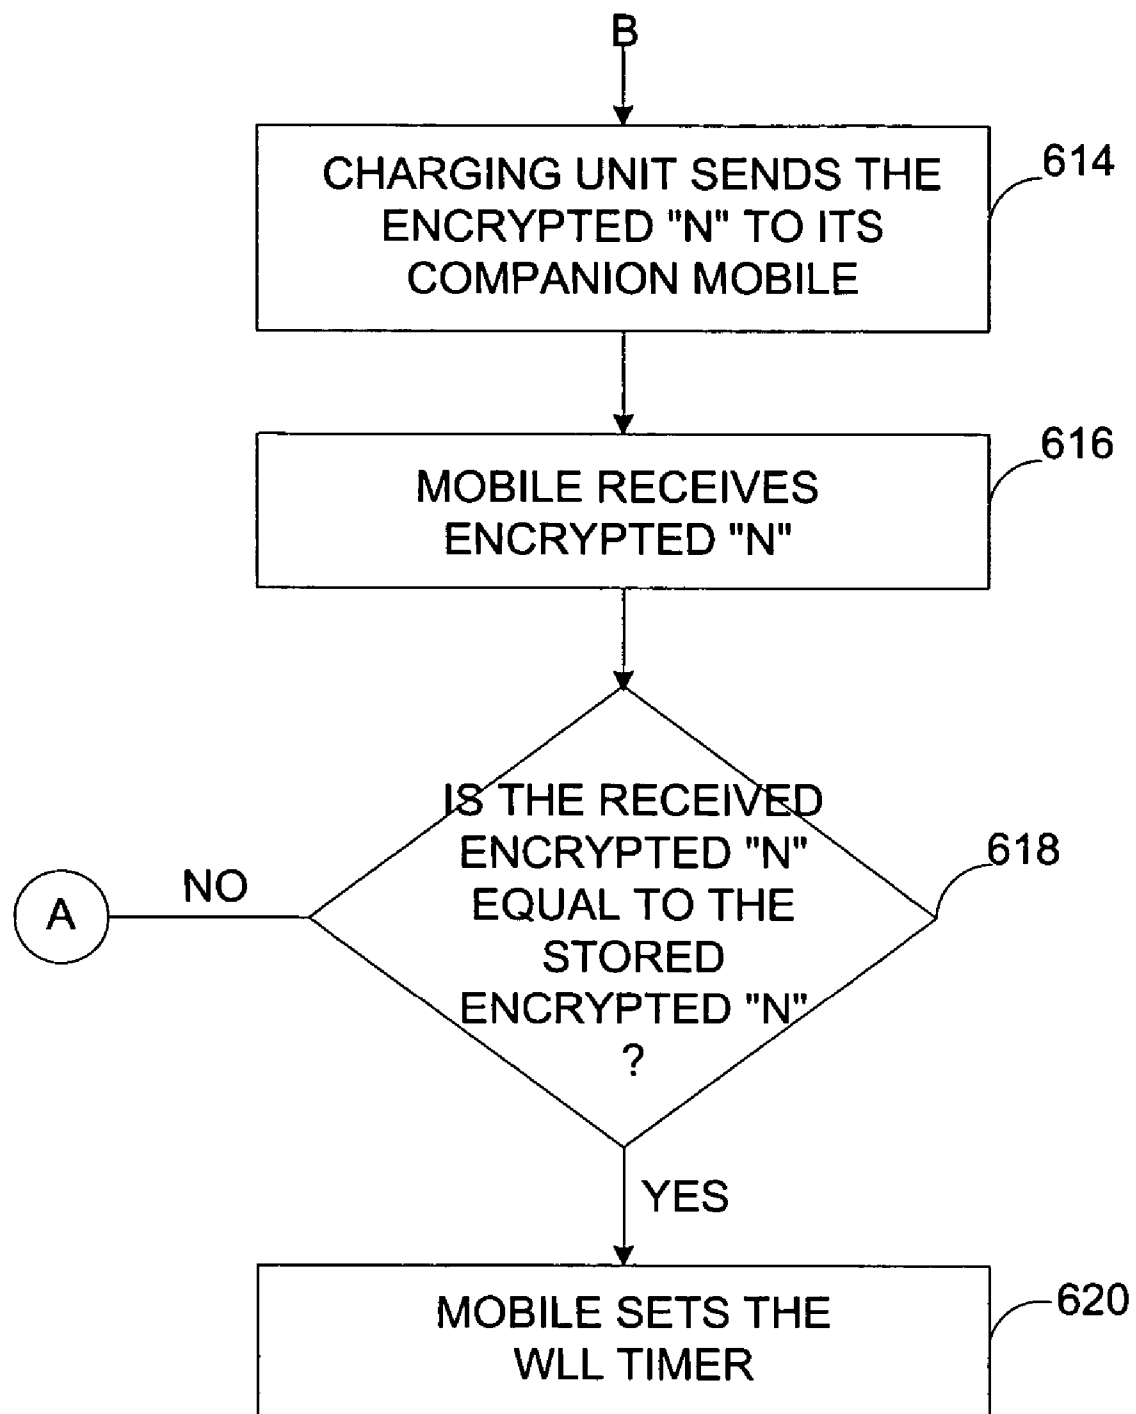 B
CHARGING UNIT SENDS THE
ENCRYPTED "N" TO ITS
COMPANION MOBILE
614
MOBILE RECEIVES
ENCRYPTED "N"
616
IS THE RECEIVED
ENCRYPTED "N"
EQUAL TO THE
STORED
ENCRYPTED "N"
?
618
NO
A
YES
MOBILE SETS THE
WLL TIMER
620